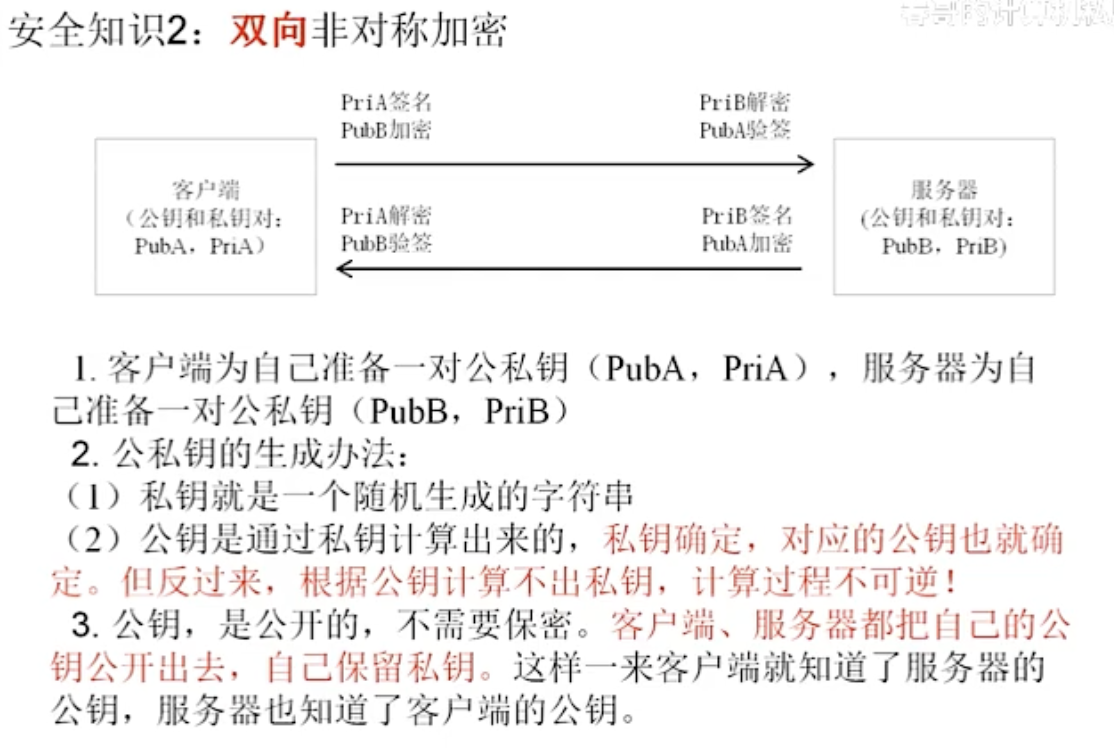 安全知识2：双向非对称加密
PriA签名
PubB加密
PriB解密
PubA验签
客户端
（公钥和私钥对：
PubA，PriA）
服务器
(公钥和私钥对：
PubB，PriB)
PriA解密
PubB验签
PriB签名
PubA加密
1. 客户端为自己准备一对公私钥（PubA，PriA），服务器为自
己准备一对公私钥（PubB，PriB）
2. 公私钥的生成办法：
（1）私钥就是一个随机生成的字符串
（2）公钥是通过私钥计算出来的，私钥确定，对应的公钥也就确
定。但反过来，根据公钥计算不出私钥，计算过程不可逆！
3. 公钥，是公开的，不需要保密。客户端、服务器都把自己的公
钥公开出去，自己保留私钥。这样一来客户端就知道了服务器的
公钥，服务器也知道了客户端的公钥。